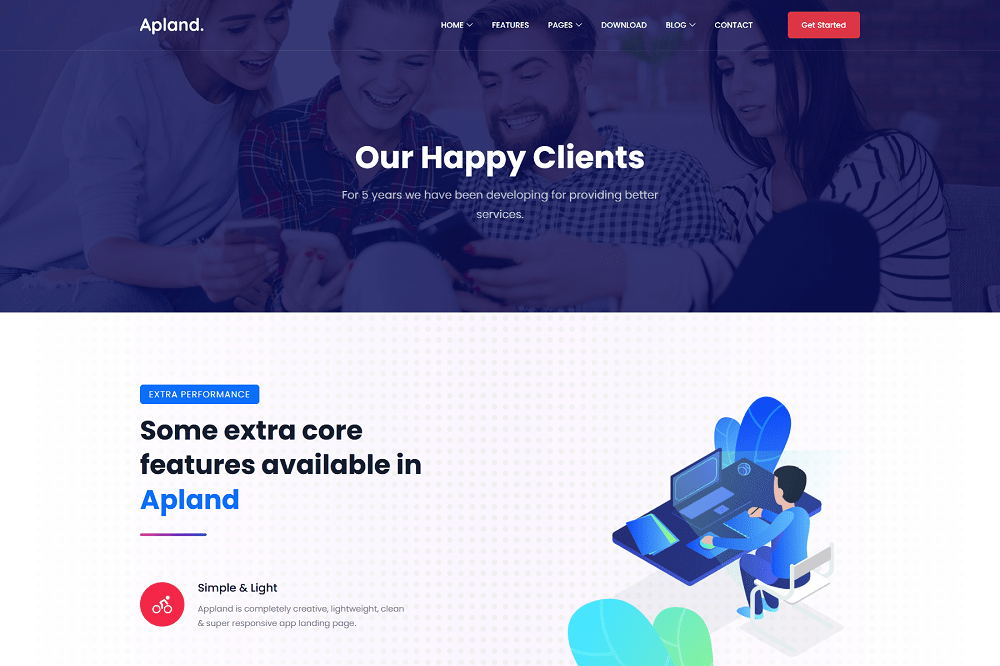 Apland.
HOME FEATURES PAGES DOWNLOAD BLOG CONTACT Get Started
Our Happy Clients
For 5 years we have been developing for providing better
services.
EXTRA PERFORMANCE
Some extra core
features available in
Apland
Simple & Light
Appland is completely creative, lightweight, clean
& super responsive app landing page.